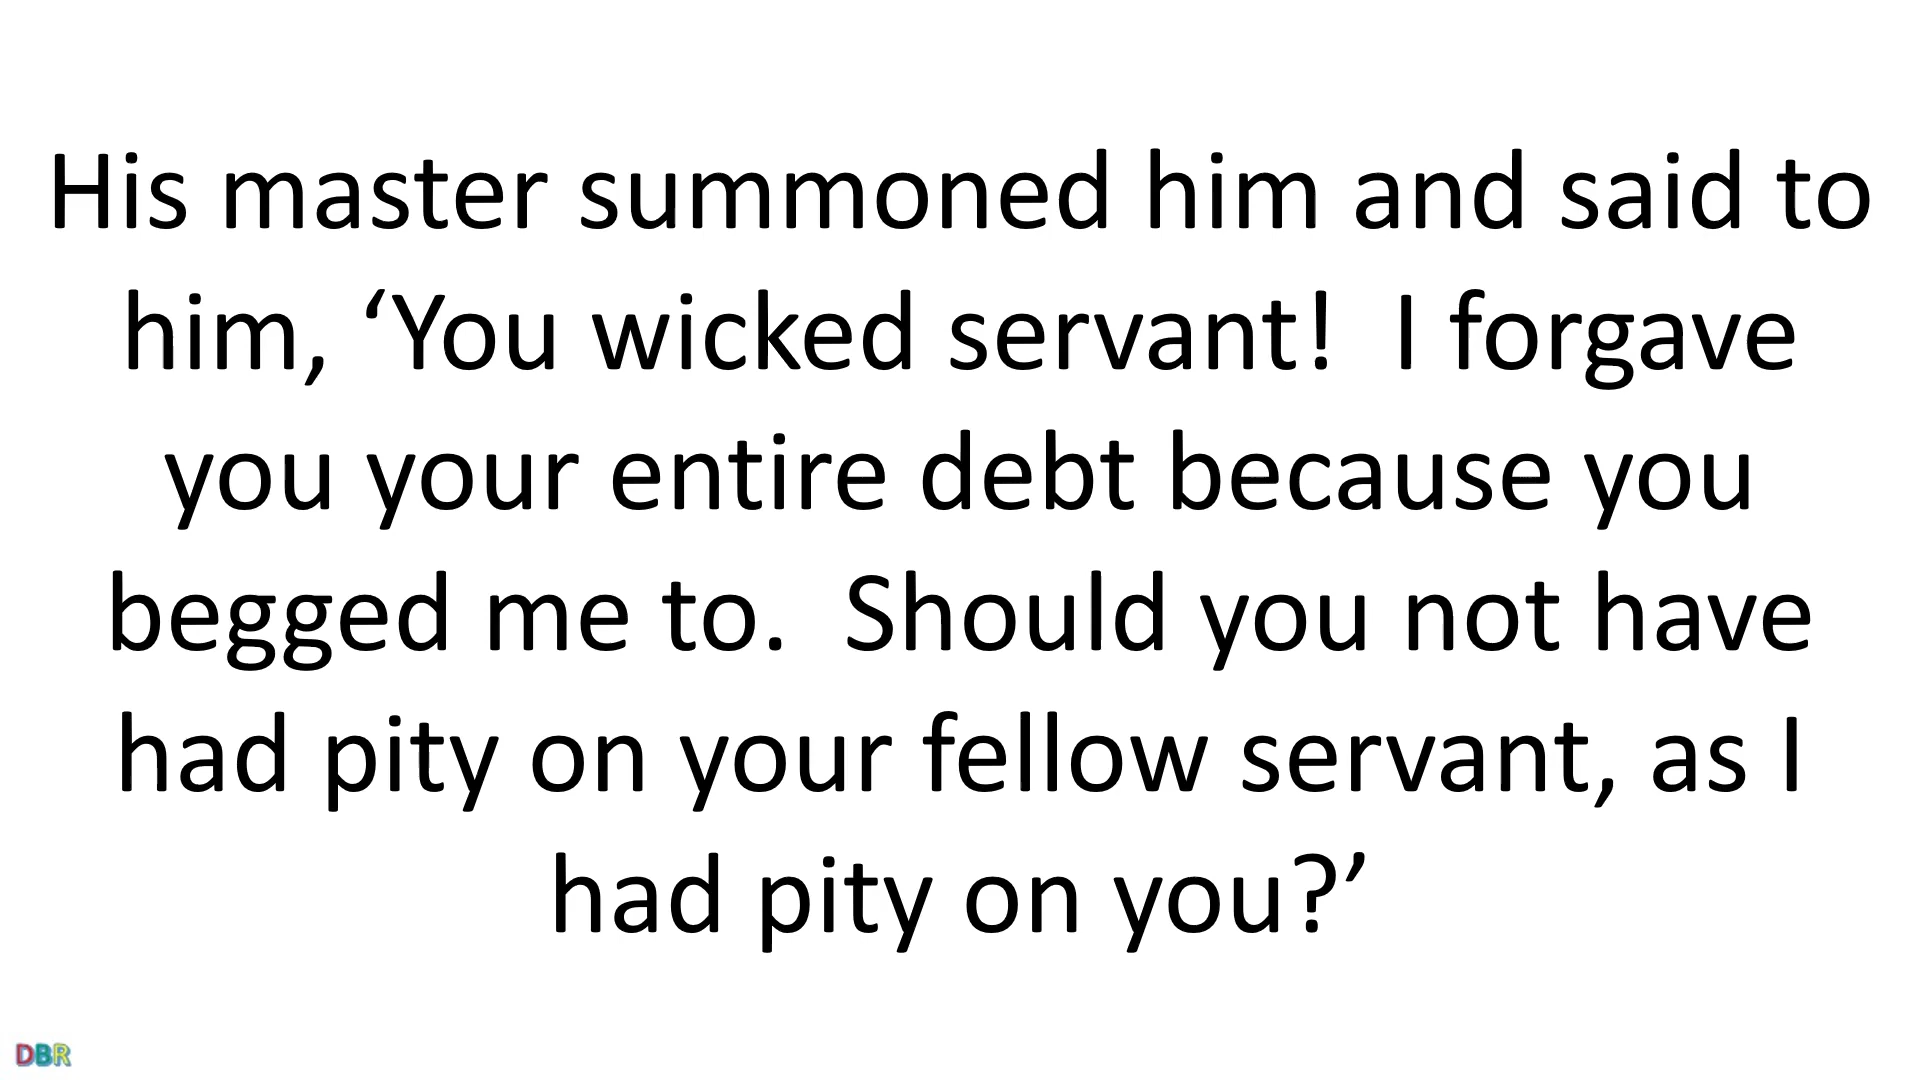 His master summoned him and said to
him, ‘You wicked servant!  I forgave
you your entire debt because you
begged me to.  Should you not have
had pity on your fellow servant, as I
had pity on you?’
DBR